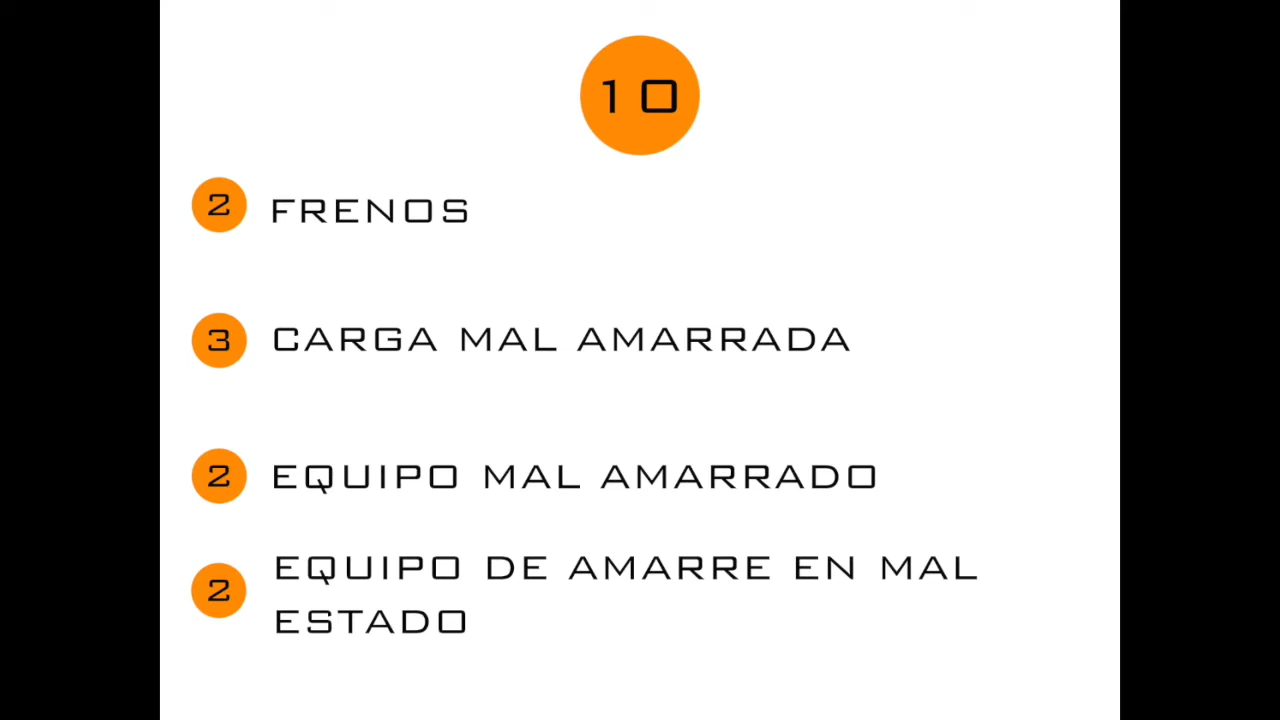 10
2 FRENOS
3 CARGA MAL AMARRADA
2 EQUIPO MAL AMARRADO
2 EQUIPO DE AMARRE EN MAL
ESTADO